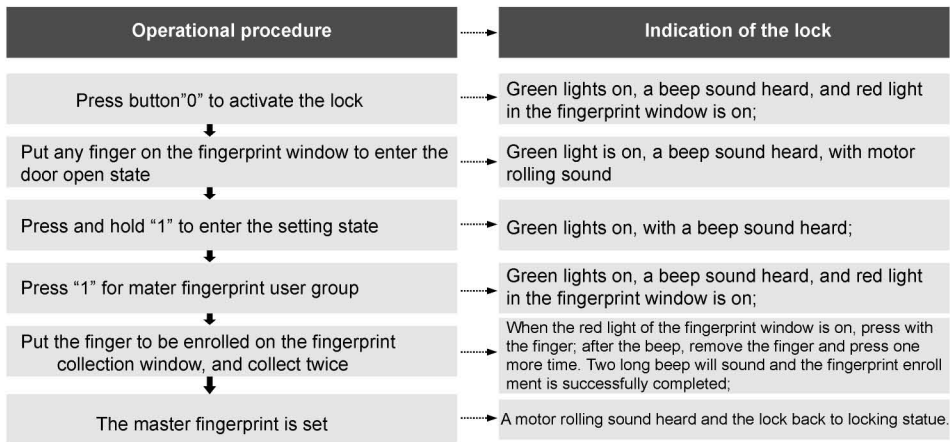 Operational procedure
Indication of the lock
Press button"0" to activate the lock
Green lights on, a beep sound heard, and red light
in the fingerprint window is on;
Put any finger on the fingerprint window to enter the
door open state
Green light is on, a beep sound heard, with motor
rolling sound
Press and hold “1” to enter the setting state
Green lights on, with a beep sound heard;
Press “1” for mater fingerprint user group
Green lights on, a beep sound heard, and red light
in the fingerprint window is on;
Put the finger to be enrolled on the fingerprint
collection window, and collect twice
When the red light of the fingerprint window is on, press with
the finger; after the beep, remove the finger and press one
more time. Two long beep will sound and the fingerprint enroll
ment is successfully completed;
The master fingerprint is set
A motor rolling sound heard and the lock back to locking statue.